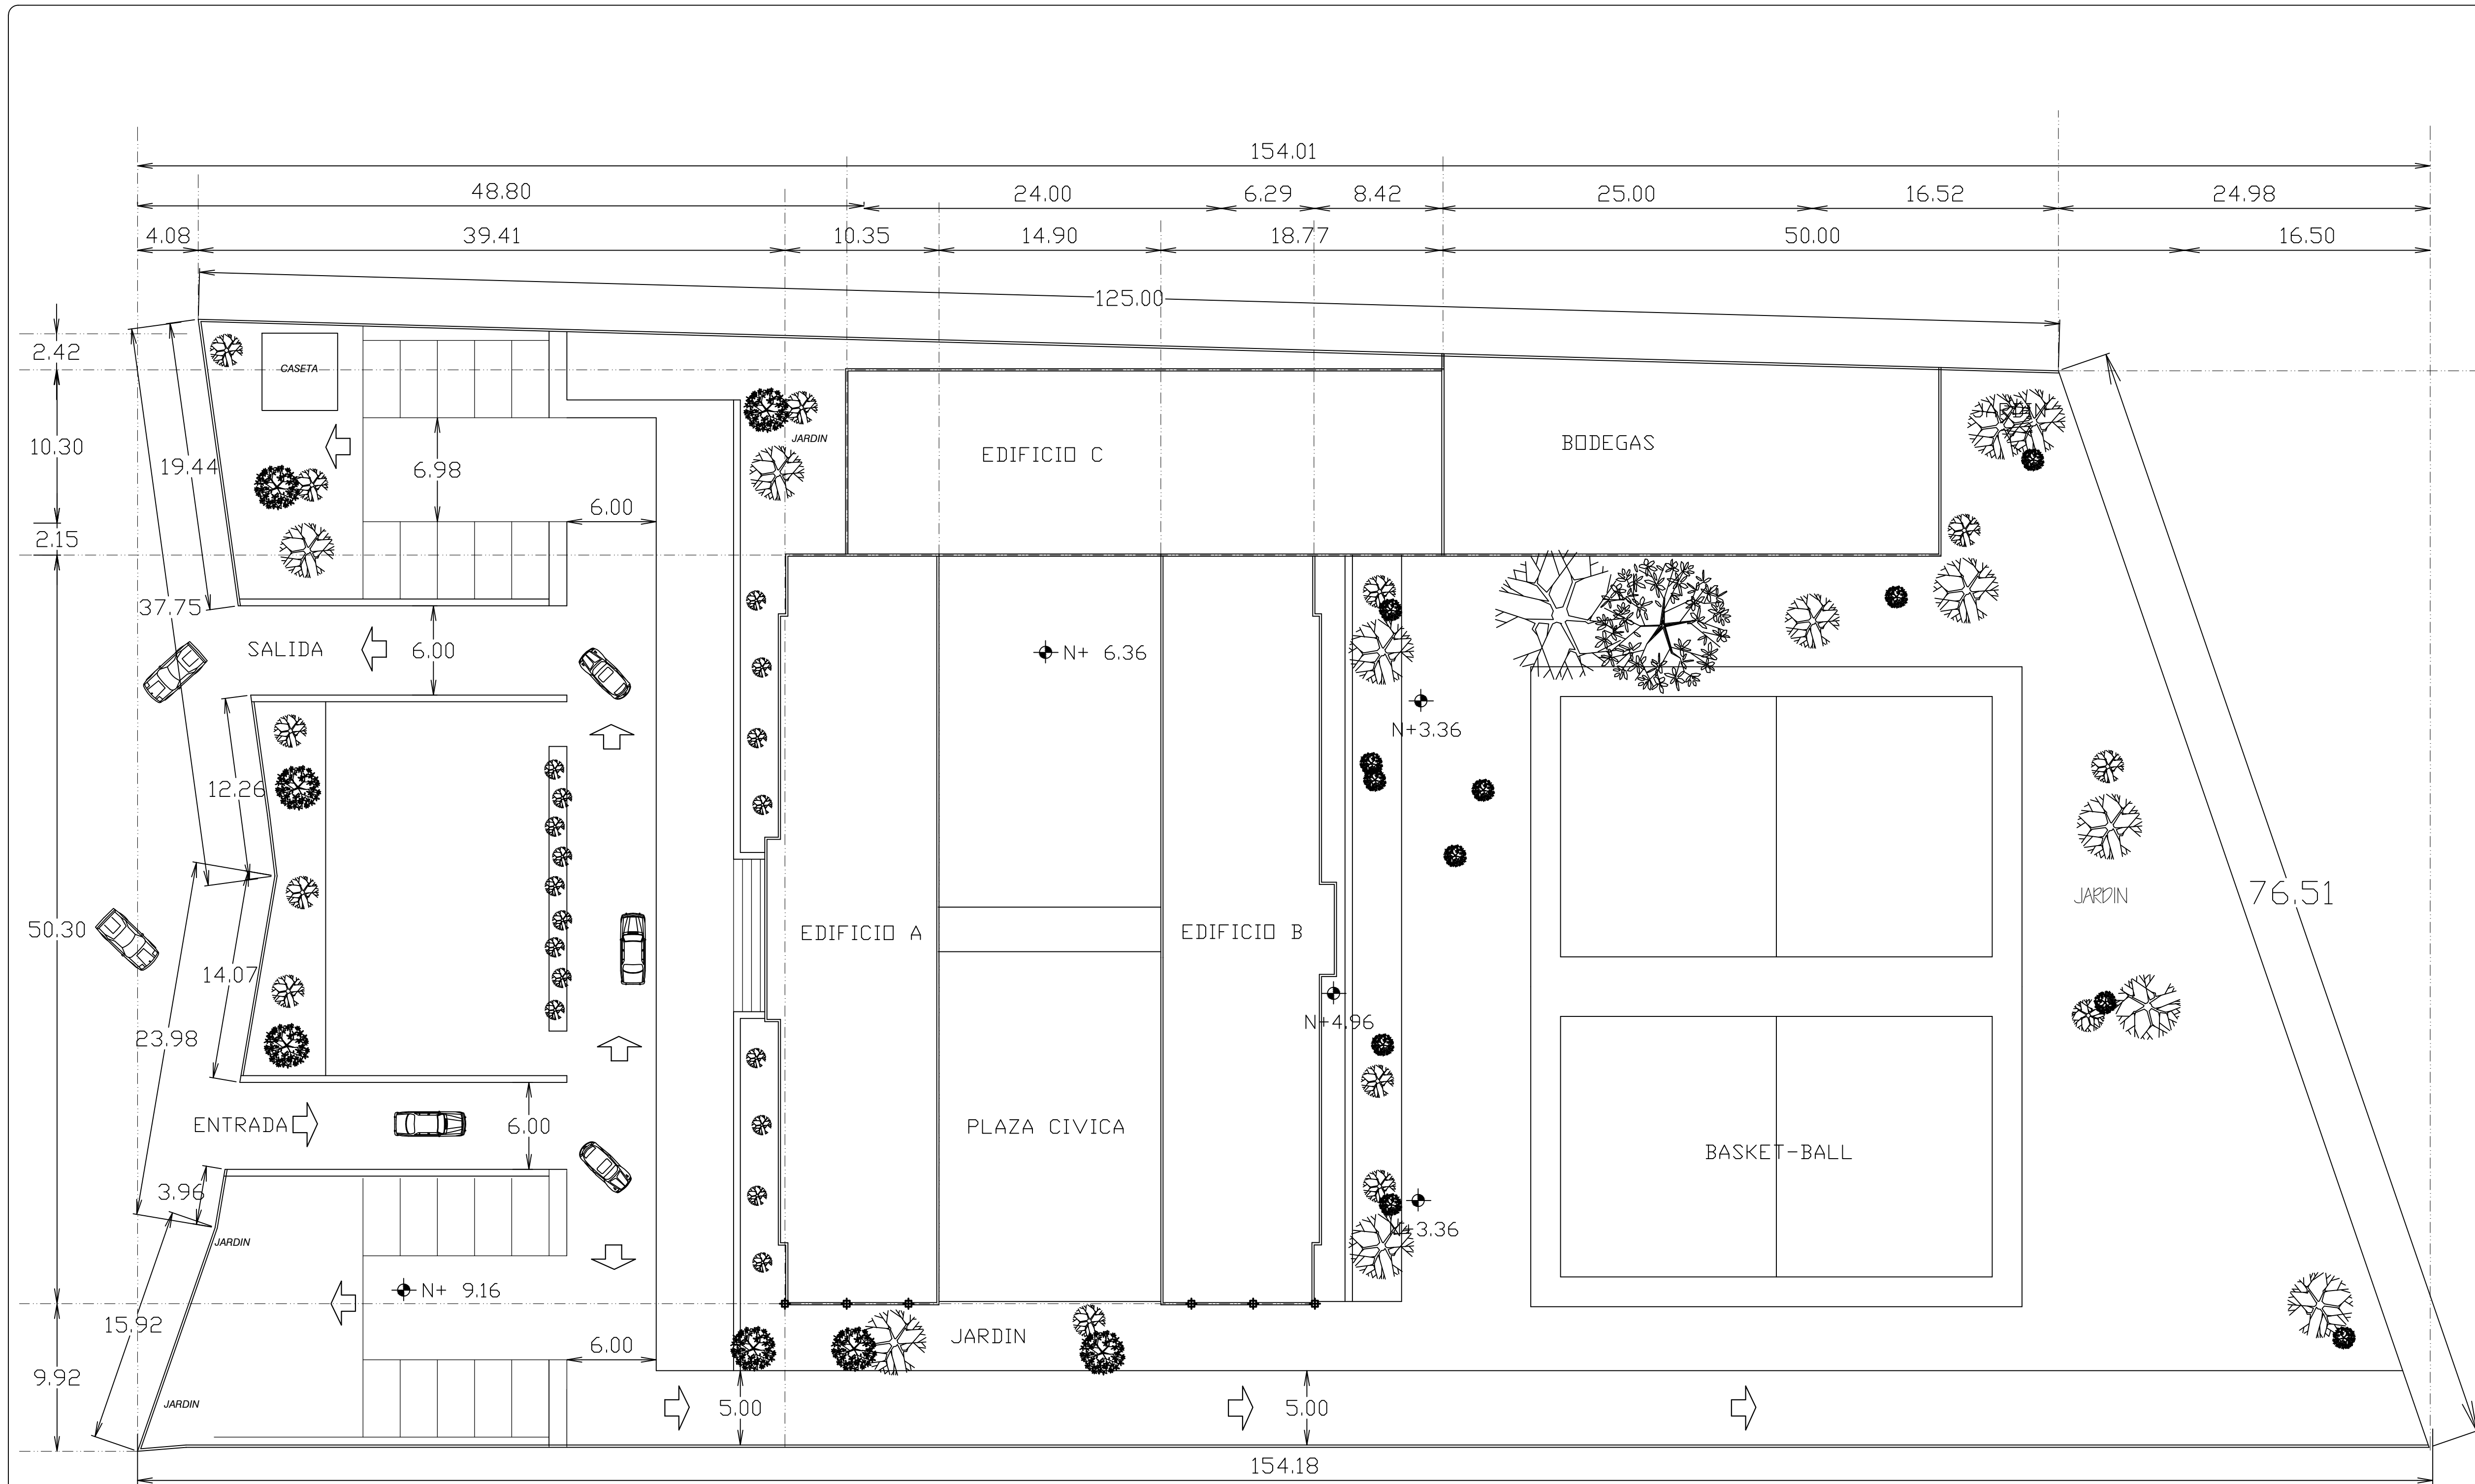 154.01
48.80 24.00 6.29 8.42 25.00 16.52 24.98
4.08 39.41 10.35 14.90 18.77 50.00 16.50
125.00
2.42
CASETA
JARDIN
JARDIN
BODEGAS
10.30
EDIFICIO C
19.44
6.98
6.00
2.15
37.75
SALIDA
6.00
N+ 6.36
N+3.36
12.26
76.51
JARDIN
50.30
EDIFICIO A
EDIFICIO B
14.07
N+4.96
23.98
ENTRADA
6.00
PLAZA CIVICA
BASKET-BALL
3.96
N+3.36
JARDIN
N+ 9.16
15.92
JARDIN
6.00
9.92
JARDIN
5.00
5.00
154.18